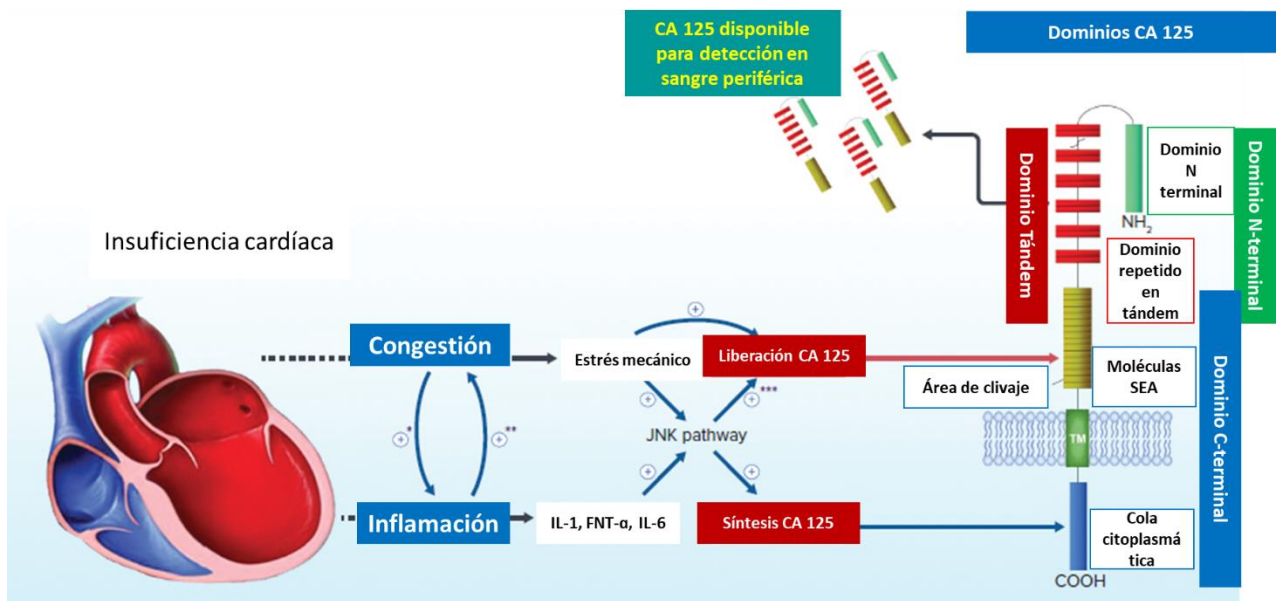 CA 125 disponible
para detección en
sangre periférica
Dominios CA 125
Dominio Tándem
Dominio
N
terminal
NH2
Dominio N-terminal
Insuficiencia cardíaca
Dominio
repetido
en
tándem
Congestión
+
Estrés mecánico
Liberación CA 125
Área de clivaje
Moléculas
SEA
Dominio C-terminal
+*
+**
+
+***
JNK pathway
TM
+
+
Inflamación
IL-1, FNT-α, IL-6
Síntesis CA 125
Cola
citoplasmá
tica
COOH